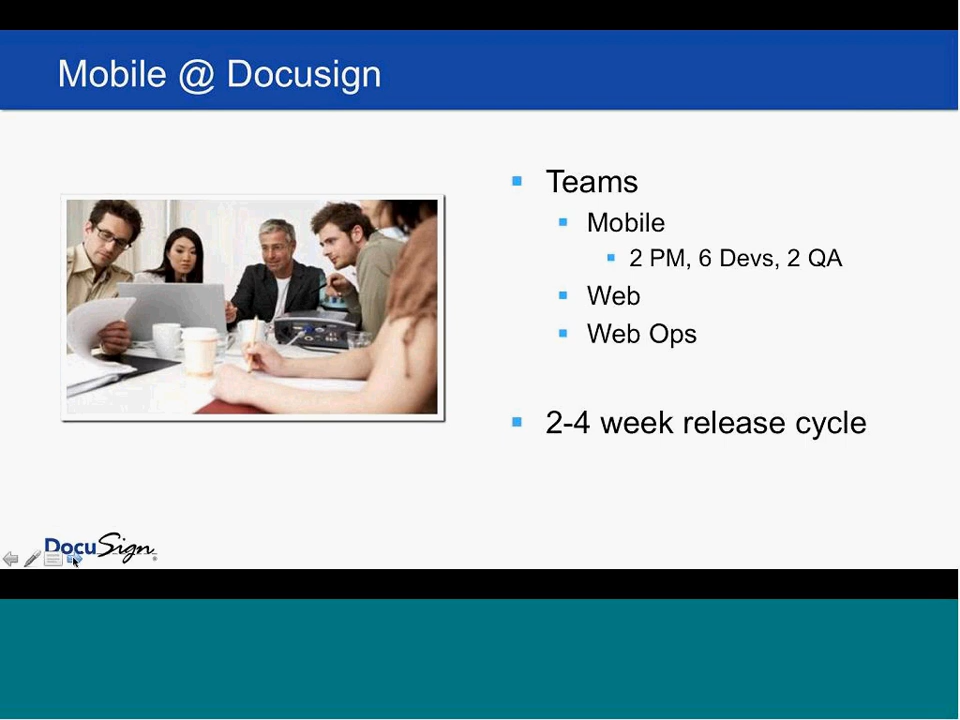 Mobile @ Docusign
Teams
Mobile
2 PM, 6 Devs, 2 QA
Web
Web Ops
2-4 week release cycle
DocuSign